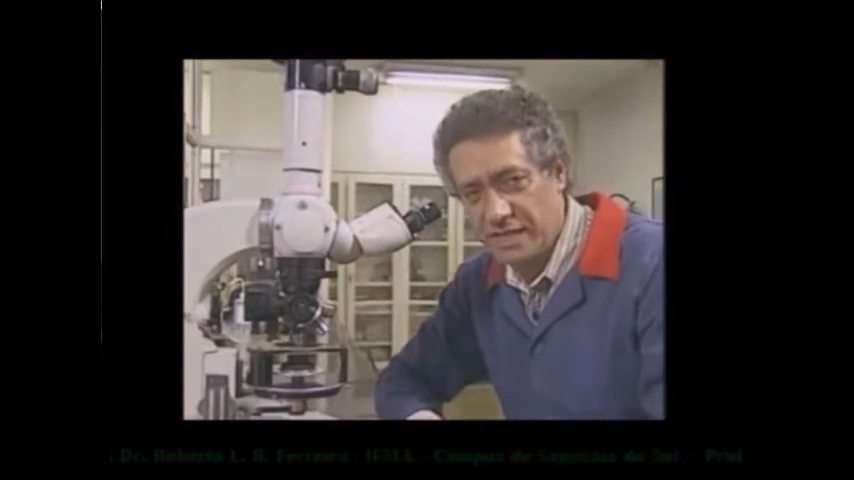 . Dr. Roberto L. R. Ferreira - Campus de Sapucaia do Sul - Prof